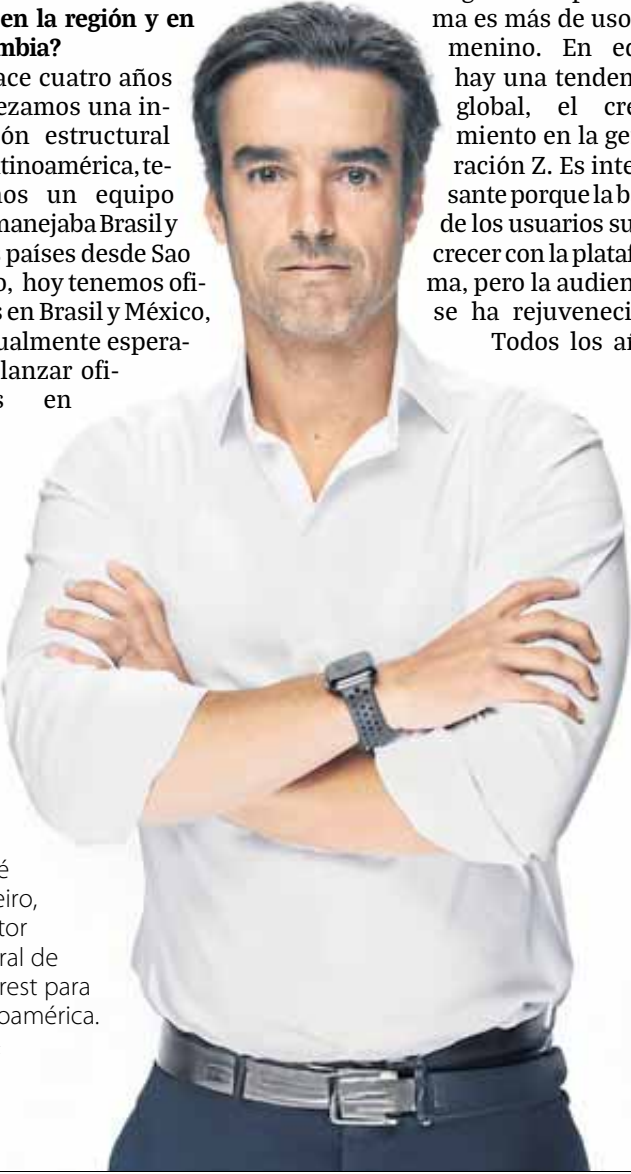 en la región y en
mbia?
ace cuatro años
ezamos una in-
ón estructural
tinoamérica, te-
os un equipo
manejaba Brasil y
países desde Sao
o, hoy tenemos ofi-
s en Brasil y México,
ualmente espera-
lanzar ofi-
s en
é
eiro,
tor
ral de
rest para
oamérica.
ma es más de uso
menino. En ed
hay una tenden
global, el cre
miento en la ge
ración Z. Es inte
sante porque la b
de los usuarios su
crecer con la plataf
ma, pero la audien
se ha rejuveneci
Todos los añ